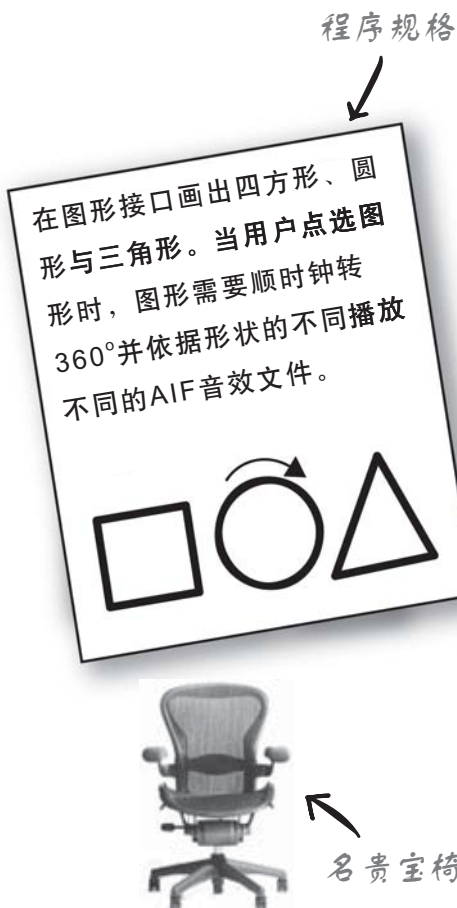 程序规格
在图形接口画出四方形、圆
形与三角形。当用户点选图
形时，图形需要顺时钟转
360°并依据形状的不同播放
不同的AIF音效文件。
名贵宝椅